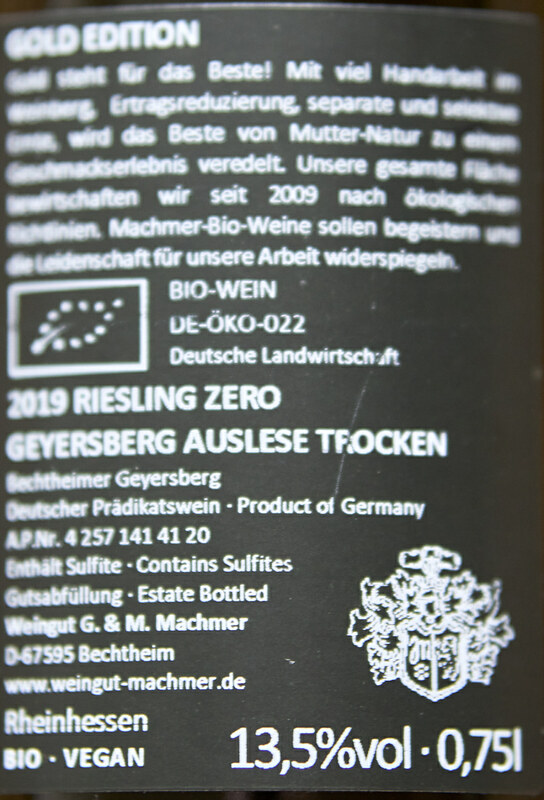 GOLD EDITION
Gold steht für das Beste! Mit viel Handarbeit im
Weinberg, Ertragsreduzierung, separate und selektive
Ernte, wird das Beste von Mutter-Natur zu einem
Geschmackserlebnis veredelt. Unsere gesamte Fläche
bewirtschaften wir seit 2009 nach ökologischen
Richtlinien. Machmer-Bio-Weine sollen begeistern und
die Leidenschaft für unsere Arbeit widerspiegeln.
BIO-WEIN
DE-ÖKO-022
Deutsche Landwirtschaft
2019 RIESLING ZERO
GEYERSBERG AUSLESE TROCKEN
Bechtheimer Geyersberg
Deutscher Prädikatswein · Product of Germany
A.P.Nr. 4 257 141 41 20
Enthält Sulfite · Contains Sulfites
Gutsabfüllung · Estate Bottled
Weingut G. & M. Machmer
D-67595 Bechtheim
www.weingut-machmer.de
Rheinhessen
BIO · VEGAN
13,5%vol · 0,75l